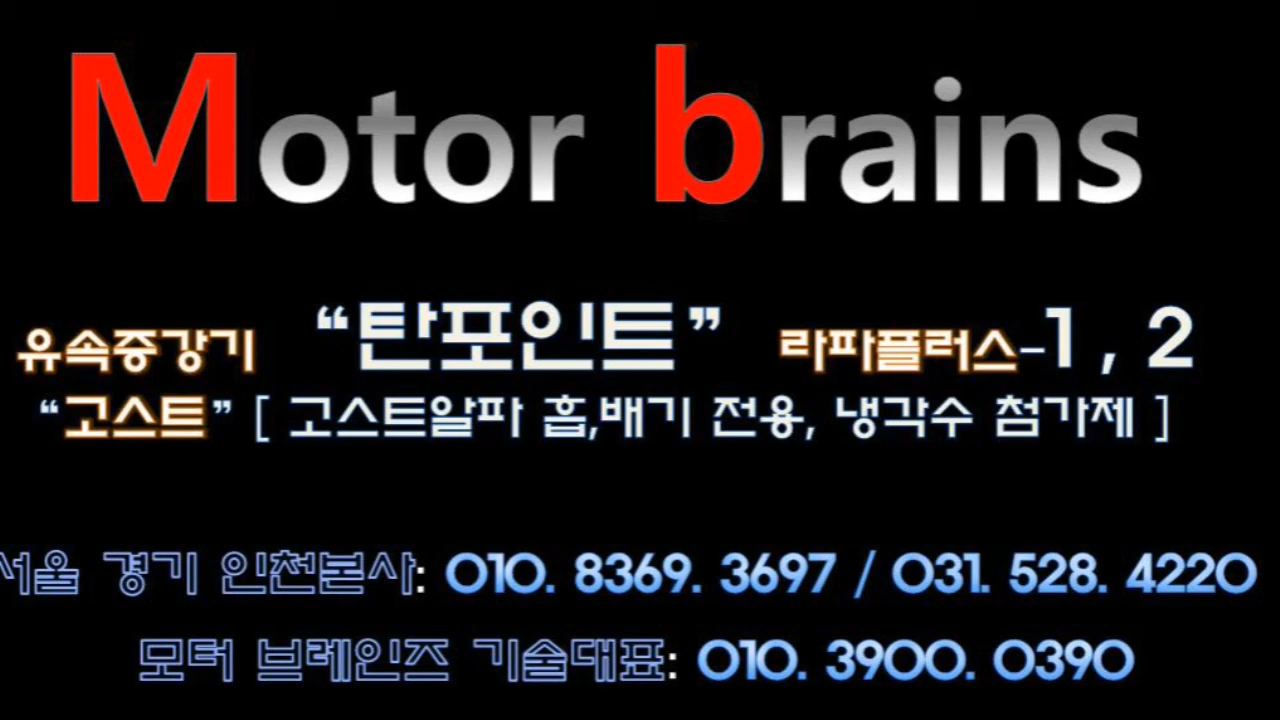 Motor brains
유속증강기 “탄포인트” 라파플러스-1 , 2
“고스트” [ 고스트알파 흡,배기 전용, 냉각수 첨가제 ]
서울 경기 인천본사: 010. 8369. 3697 / 031. 528. 4220
모터 브레인즈 기술대표: 010. 3900. 0390